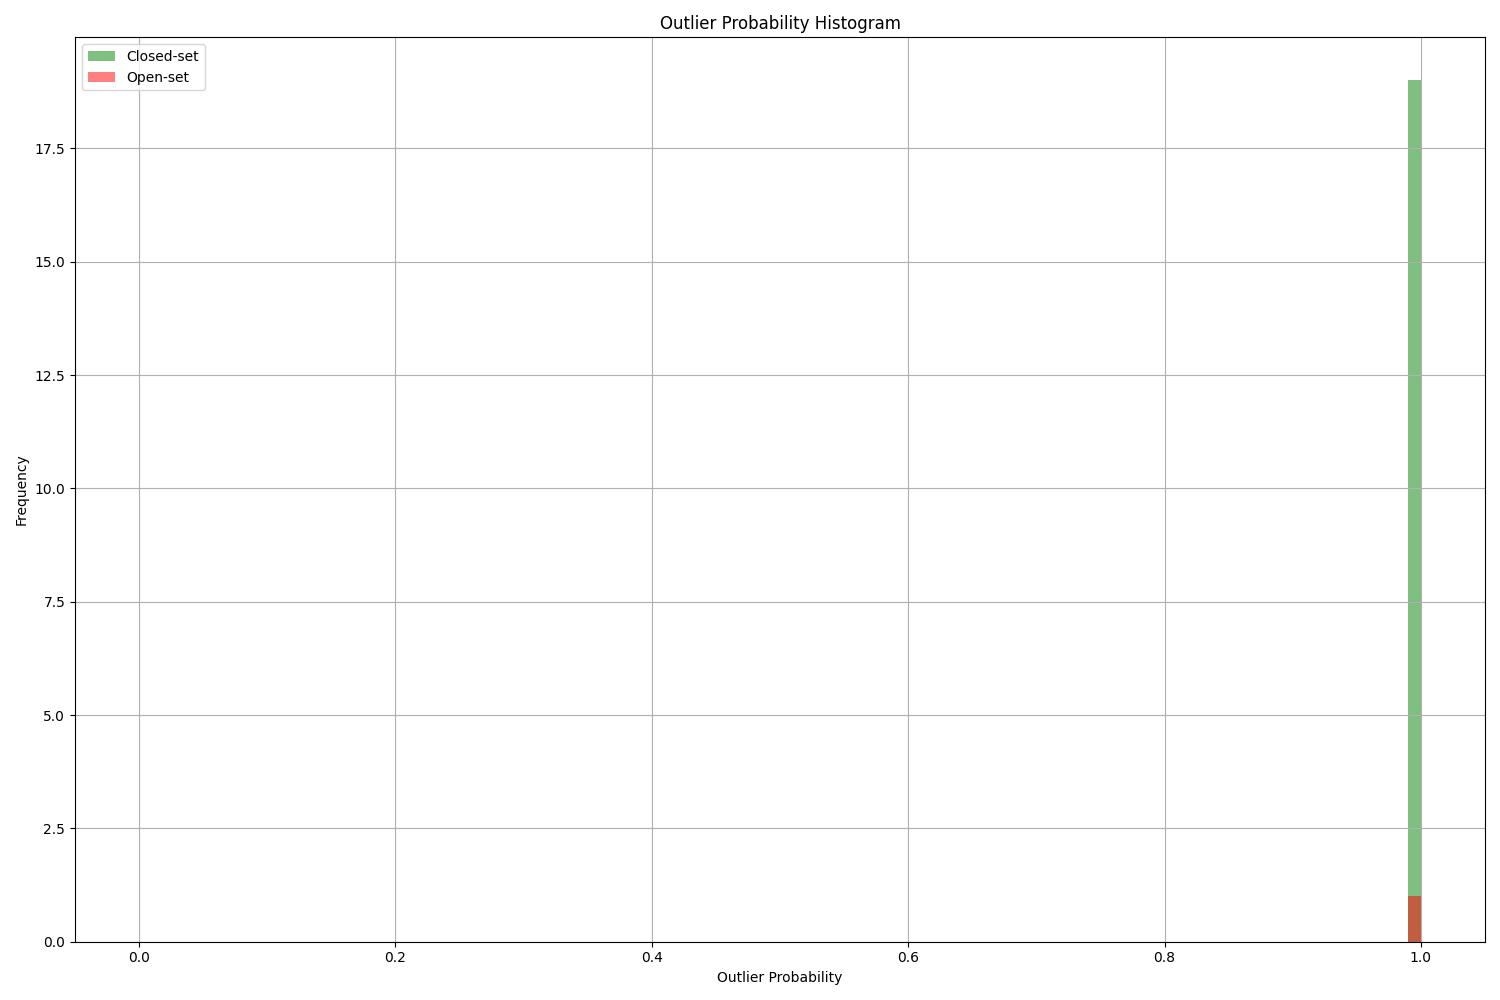 Outlier Probability Histogram
Closed-set
Open-set
17.5
15.0
12.5
10.0
7.5
5.0
2.5
0.0
Frequency
0.0 0.2 0.4 0.6 0.8 1.0
Outlier Probability